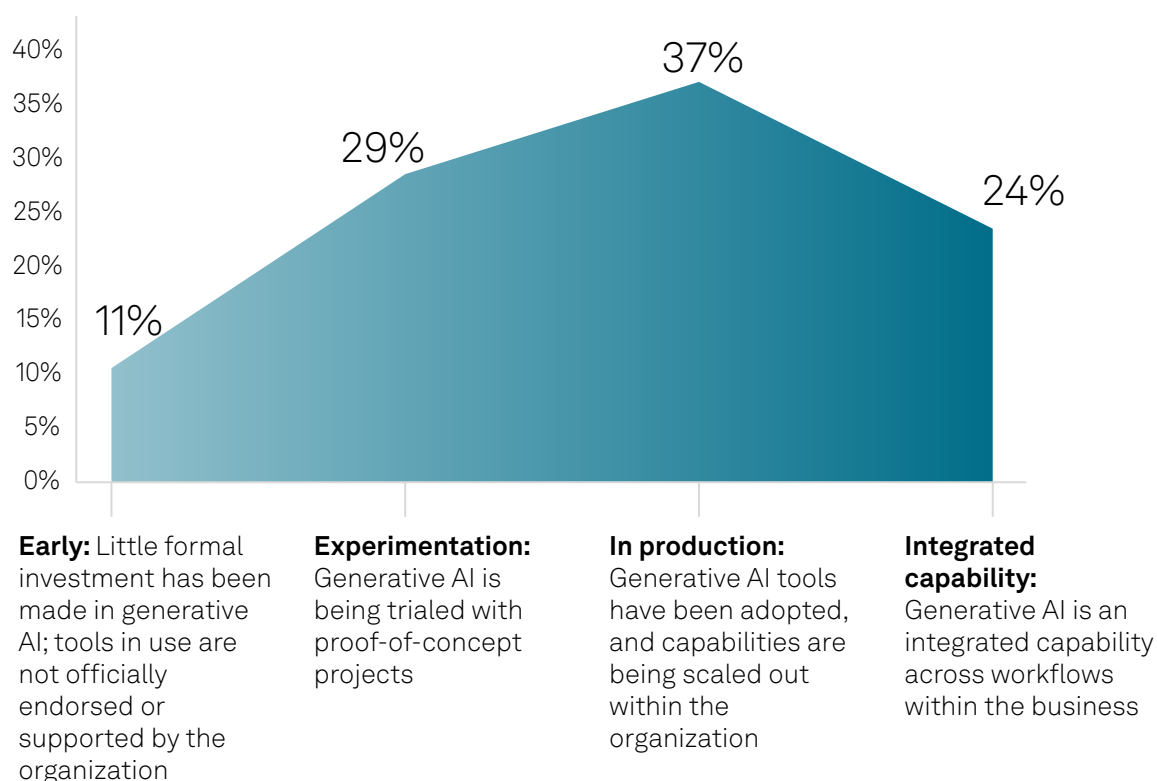 40%
35%
30%
25%
20%
15%
10%
5%
0%
11%
29%
37%
24%
Early: Little formal
investment has been
made in generative
AI; tools in use are
not officially
endorsed or
supported by the
organization
Experimentation:
Generative AI is
being trialed with
proof-of-concept
projects
In production:
Generative AI tools
have been adopted,
and capabilities are
being scaled out
within the
organization
Integrated
capability:
Generative AI is an
integrated capability
across workflows
within the business